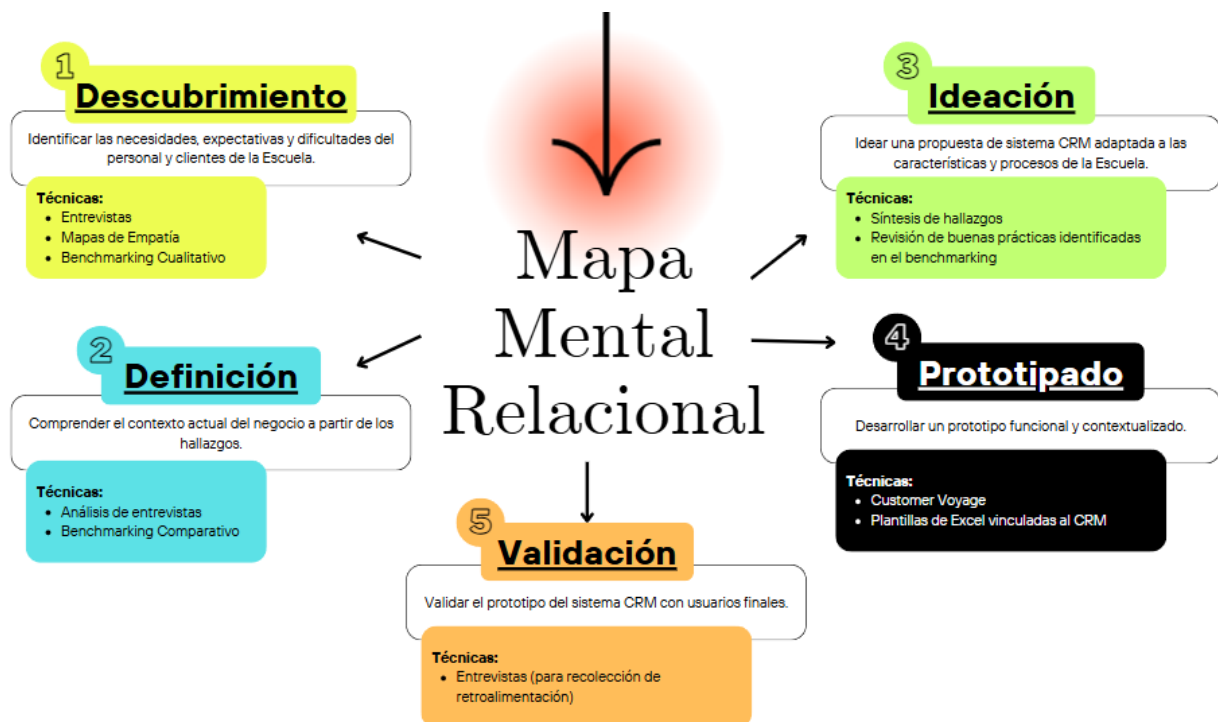 1
Descubrimiento
Identificar las necesidades, expectativas y dificultades del
personal y clientes de la Escuela.
Técnicas:
• Entrevistas
• Mapas de Empatía
• Benchmarking Cualitativo
2
Definición
Comprender el contexto actual del negocio a partir de los
hallazgos.
Técnicas:
• Análisis de entrevistas
• Benchmarking Comparativo
Mapa
Mental
Relacional
3
Ideación
Idear una propuesta de sistema CRM adaptada a las
características y procesos de la Escuela.
Técnicas:
• Síntesis de hallazgos
• Revisión de buenas prácticas identificadas
en el benchmarking
4
Prototipado
Desarrollar un prototipo funcional y contextualizado.
Técnicas:
• Customer Voyage
• Plantillas de Excel vinculadas al CRM
5
Validación
Validar el prototipo del sistema CRM con usuarios finales.
Técnicas:
• Entrevistas (para recolección de
retroalimentación)